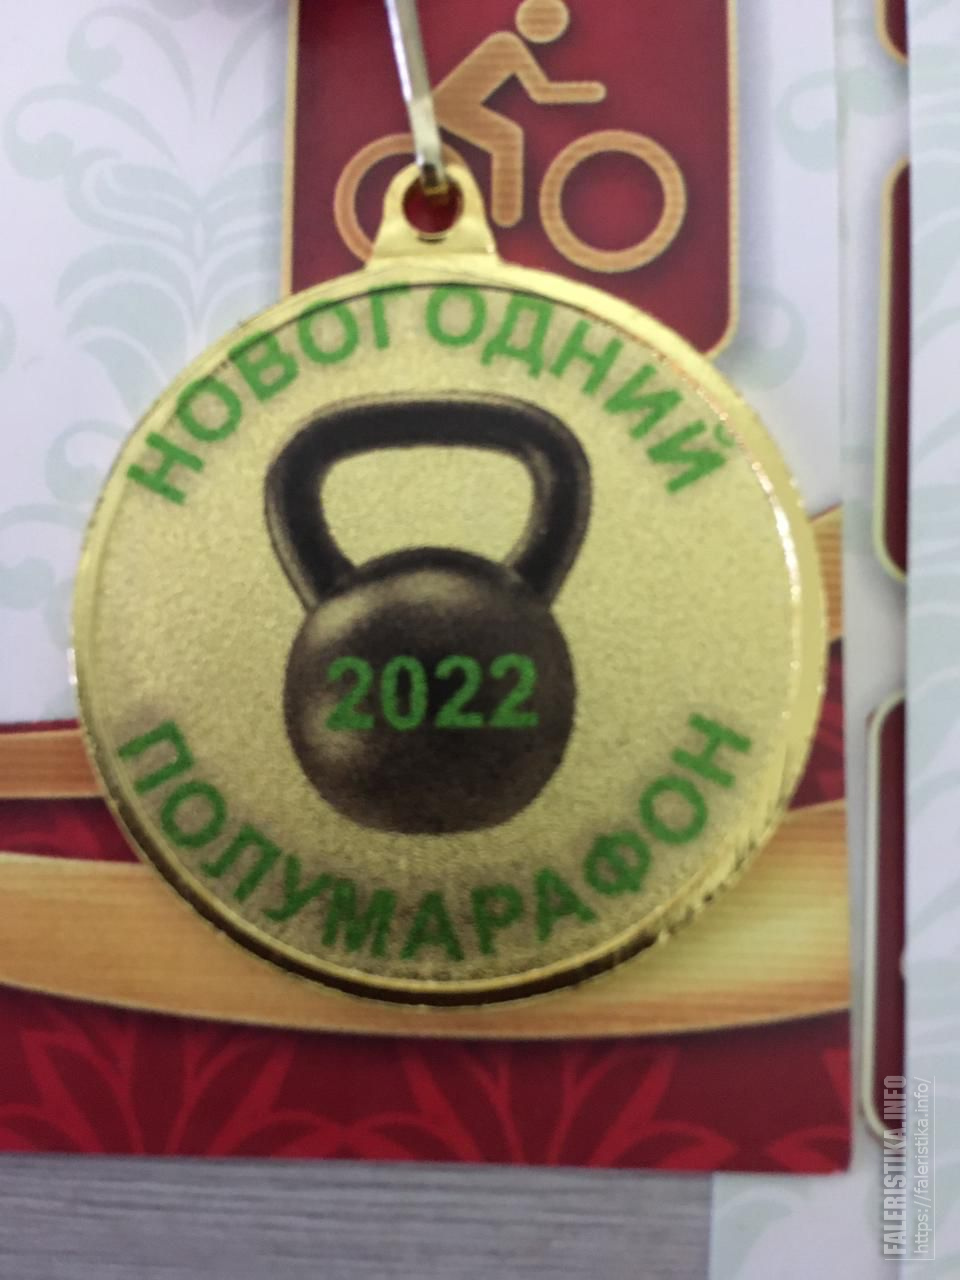 НОВОГОДНИЙ
2022
ПОЛУМАРАФОН
FALERISTIKA.INFO
https://faleristika.info/